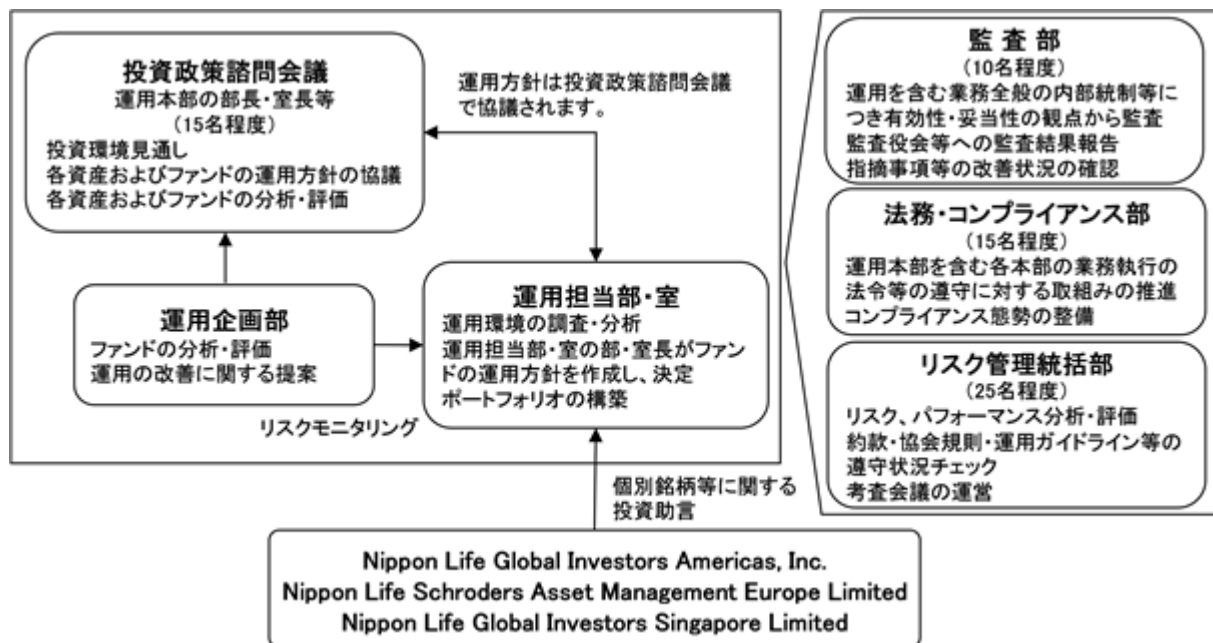 投資政策諮問会議
運用本部の部長・室長等
(15名程度)
投資環境見通し
各資産およびファンドの運用方針の協議
各資産およびファンドの分析・評価
運用方針は投資政策諮問会議
で協議されます。
運用企画部
ファンドの分析・評価
運用の改善に関する提案
リスクモニタリング
運用担当部・室
運用環境の調査・分析
運用担当部・室の部・室長がファン
ドの運用方針を作成し、決定
ポートフォリオの構築
個別銘柄等に関する
投資助言
Nippon Life Global Investors Americas, Inc.
Nippon Life Schroders Asset Management Europe Limited
Nippon Life Global Investors Singapore Limited
監 査 部
(10名程度)
運用を含む業務全般の内部統制等に
つき有効性・妥当性の観点から監査
監査役会等への監査結果報告
指摘事項等の改善状況の確認
法務・コンプライアンス部
(15名程度)
運用本部を含む各本部の業務執行の
法令等の遵守に対する取組みの推進
コンプライアンス態勢の整備
リスク管理統括部
(25名程度)
リスク、パフォーマンス分析・評価
約款・協会規則・運用ガイドライン等の
遵守状況チェック
考査会議の運営